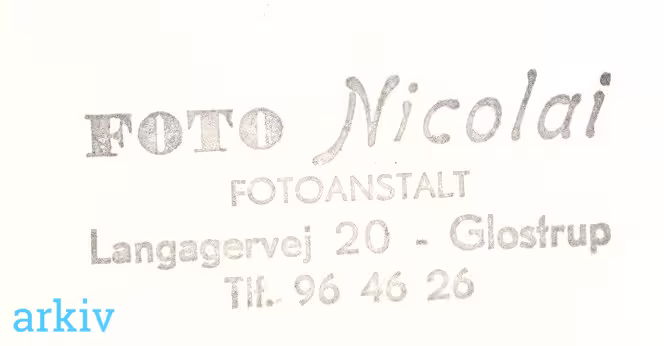 FOTO Nicolai
FOTOANSTALT
Langagervej 20 - Glostrup
Tlf. 96 46 26
arkiv